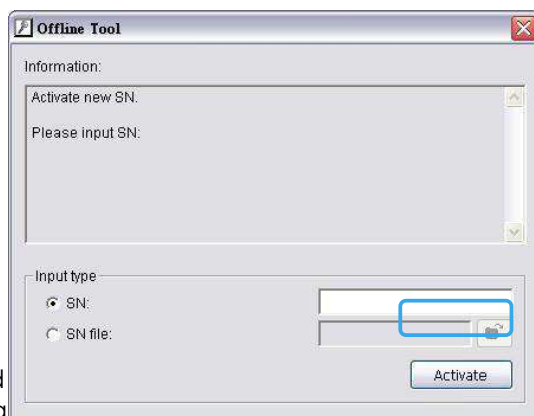 Offline Tool
Information:
Activate new SN.
Please input SN:
Input type
SN:
SN file:
Activate